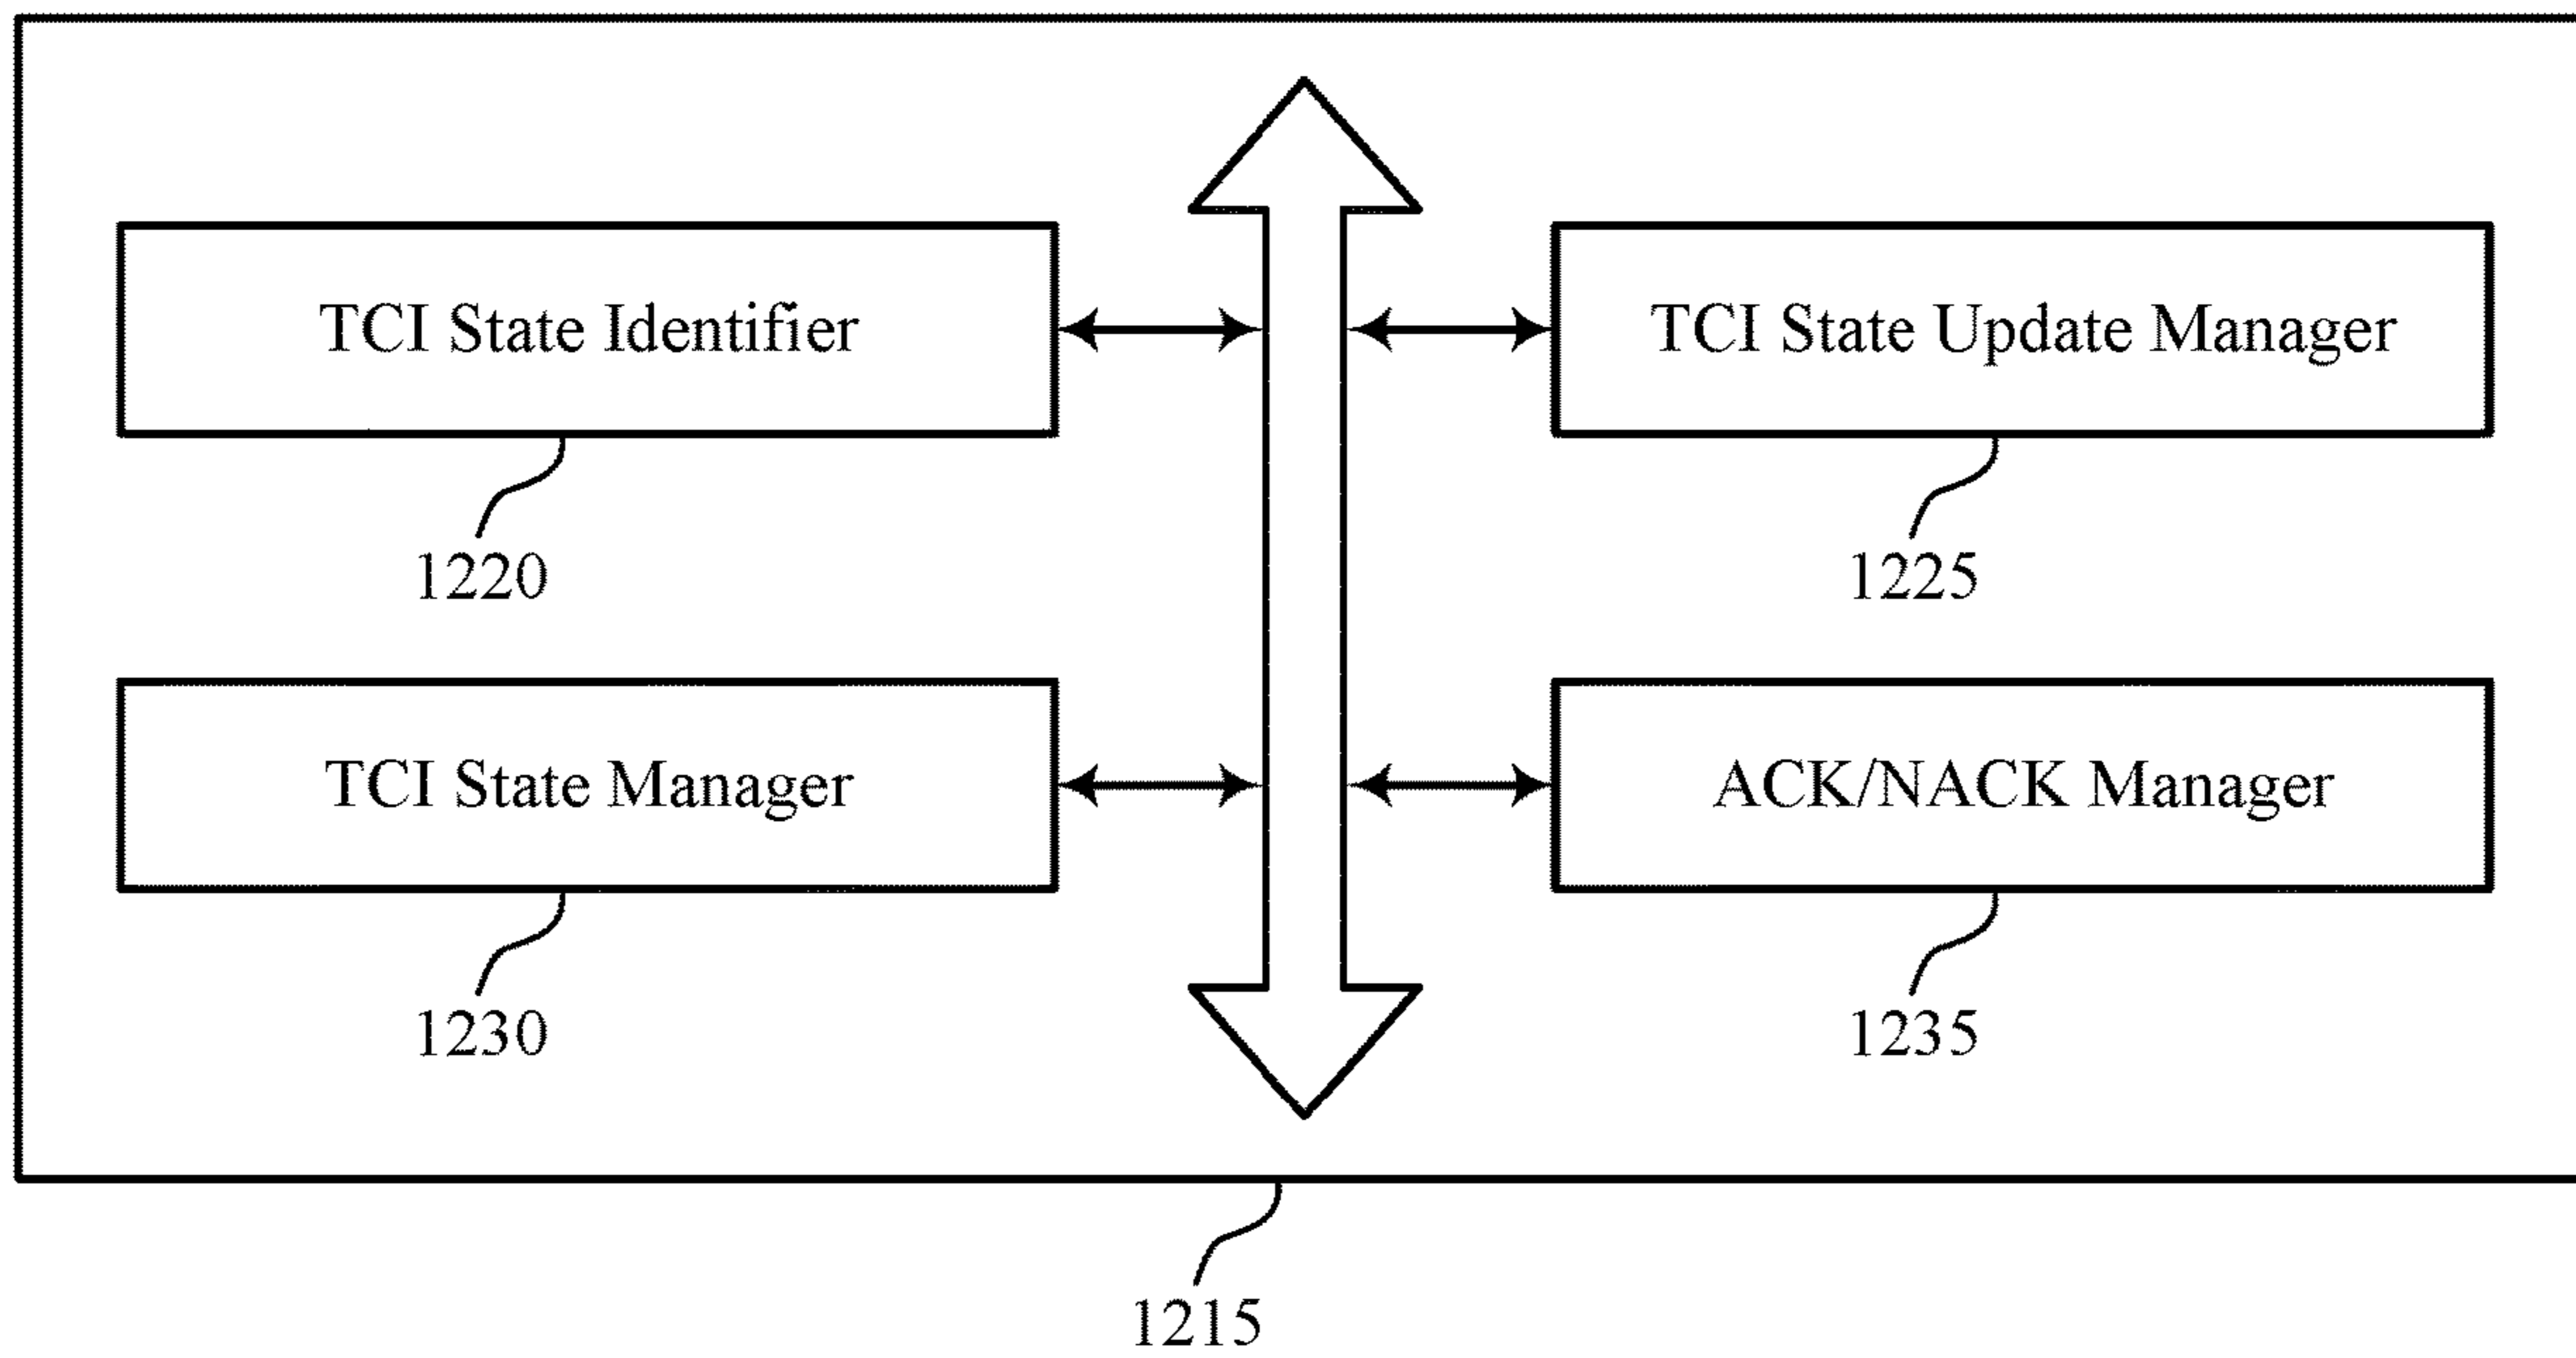 TCI State Identifier
TCI State Update Manager
1220
1225
TCI State Manager
ACK/NACK Manager
1230
1235
1215